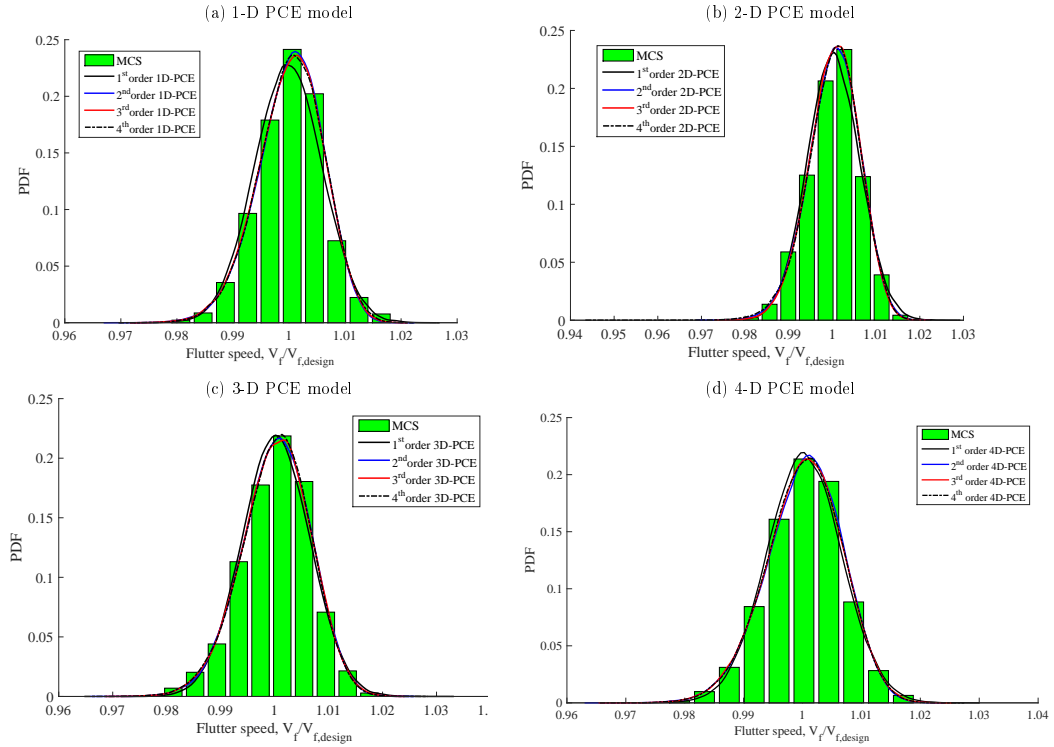 (a) 1-D PCE model
0.25
0.2
0.15
0.1
0.05
0
PDF
MCS
1st order 1D-PCE
2nd order 1D-PCE
3rd order 1D-PCE
4th order 1D-PCE
0.96 0.97 0.98 0.99 1 1.01 1.02 1.03
Flutter speed, V_f/V_f,design
(b) 2-D PCE model
0.25
0.2
0.15
0.1
0.05
0
PDF
MCS
1st order 2D-PCE
2nd order 2D-PCE
3rd order 2D-PCE
4th order 2D-PCE
0.94 0.95 0.96 0.97 0.98 0.99 1 1.01 1.02 1.03
Flutter speed, V_f/V_f,design
(c) 3-D PCE model
0.25
0.2
0.15
0.1
0.05
0
PDF
MCS
1st order 3D-PCE
2nd order 3D-PCE
3rd order 3D-PCE
4th order 3D-PCE
0.96 0.97 0.98 0.99 1 1.01 1.02 1.03 1.
Flutter speed, V_f/V_f,design
(d) 4-D PCE model
0.25
0.2
0.15
0.1
0.05
0
PDF
MCS
1st order 4D-PCE
2nd order 4D-PCE
3rd order 4D-PCE
4th order 4D-PCE
0.96 0.97 0.98 0.99 1 1.01 1.02 1.03 1.04
Flutter speed, V_f/V_f,design